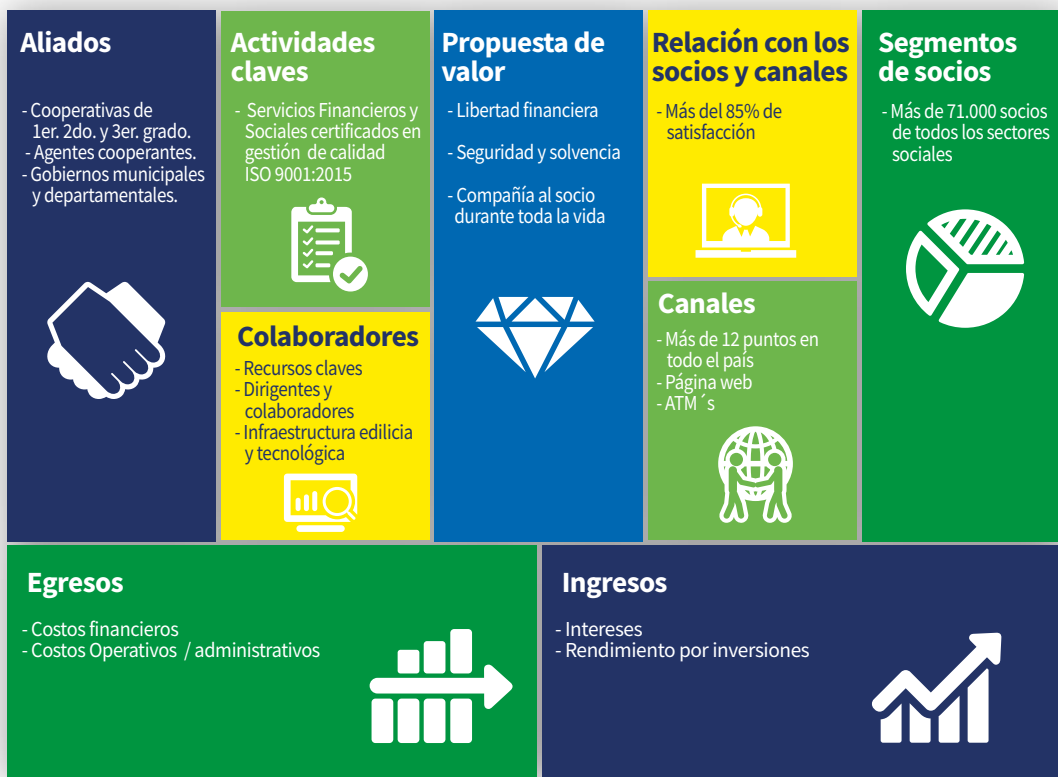 Aliados
- Cooperativas de
1er. 2do. y 3er. grado.
- Agentes cooperantes.
- Gobiernos municipales
y departamentales.
Actividades
claves
- Servicios Financieros y
Sociales certificados en
gestión de calidad
ISO 9001:2015
Colaboradores
- Recursos claves
- Dirigentes y
colaboradores
- Infraestructura edilicia
y tecnológica
Propuesta de
valor
- Libertad financiera
- Seguridad y solvencia
- Compañía al socio
durante toda la vida
Relación con los
socios y canales
- Más del 85% de
satisfacción
Canales
- Más de 12 puntos en
todo el país
- Página web
- ATM´s
Segmentos
de socios
- Más de 71.000 socios
de todos los sectores
sociales
Egresos
- Costos financieros
- Costos Operativos / administrativos
Ingresos
- Intereses
- Rendimiento por inversiones